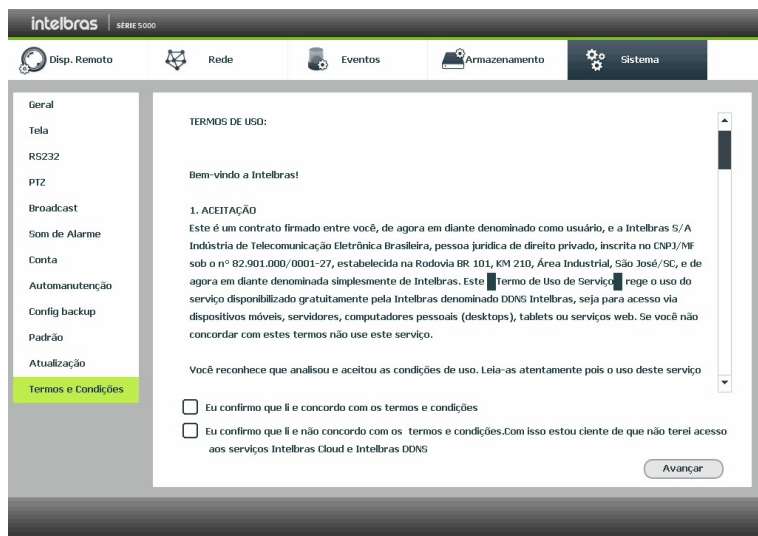 intelbras SÉRIE 5000
Disp. Remoto Rede Eventos Armazenamento Sistema
Geral
Tela
RS232
PTZ
Broadcast
Som de Alarme
Conta
Automanutenção
Config backup
Padrão
Atualização
Termos e Condições
TERMOS DE USO:
Bem-vindo a Intelbras!
1. ACEITAÇÃO
Este é um contrato firmado entre você, de agora em diante denominado como usuário, e a Intelbras S/A
Indústria de Telecomunicação Eletrônica Brasileira, pessoa juridica de direito privado, inscrita no CNPJ/MF
sob o nº 82.901.000/0001-27, estabelecida na Rodovia BR 101, KM 210, Área Industrial, São José/SC, e de
agora em diante denominada simplesmente de Intelbras. Este Termo de Uso de Serviço rege o uso do
serviço disponibilizado gratuitamente pela Intelbras denominado DDNS Intelbras, seja para acesso via
dispositivos móveis, servidores, computadores pessoais (desktops), tablets ou serviços web. Se você não
concordar com estes termos não use este serviço.
Você reconhece que analisou e aceitou as condições de uso. Leia-as atentamente pois o uso deste serviço
Eu confirmo que li e concordo com os termos e condições
Eu confirmo que li e não concordo com os termos e condições.Com isso estou ciente de que não terei acesso
aos serviços Intelbras Cloud e Intelbras DDNS
Avançar